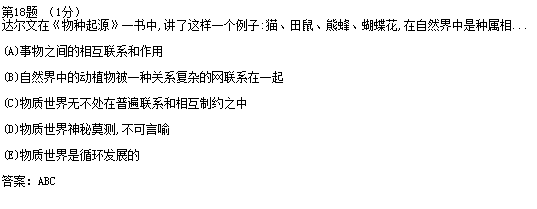 第18题 （1分）
达尔文在《物种起源》一书中,讲了这样一个例子:猫、田鼠、熊蜂、蝴蝶花,在自然界中是种属相...
(A)事物之间的相互联系和作用
(B)自然界中的动植物被一种关系复杂的网联系在一起
(C)物质世界无不处在普遍联系和相互制约之中
(D)物质世界神秘莫测,不可言喻
(E)物质世界是循环发展的
答案: ABC